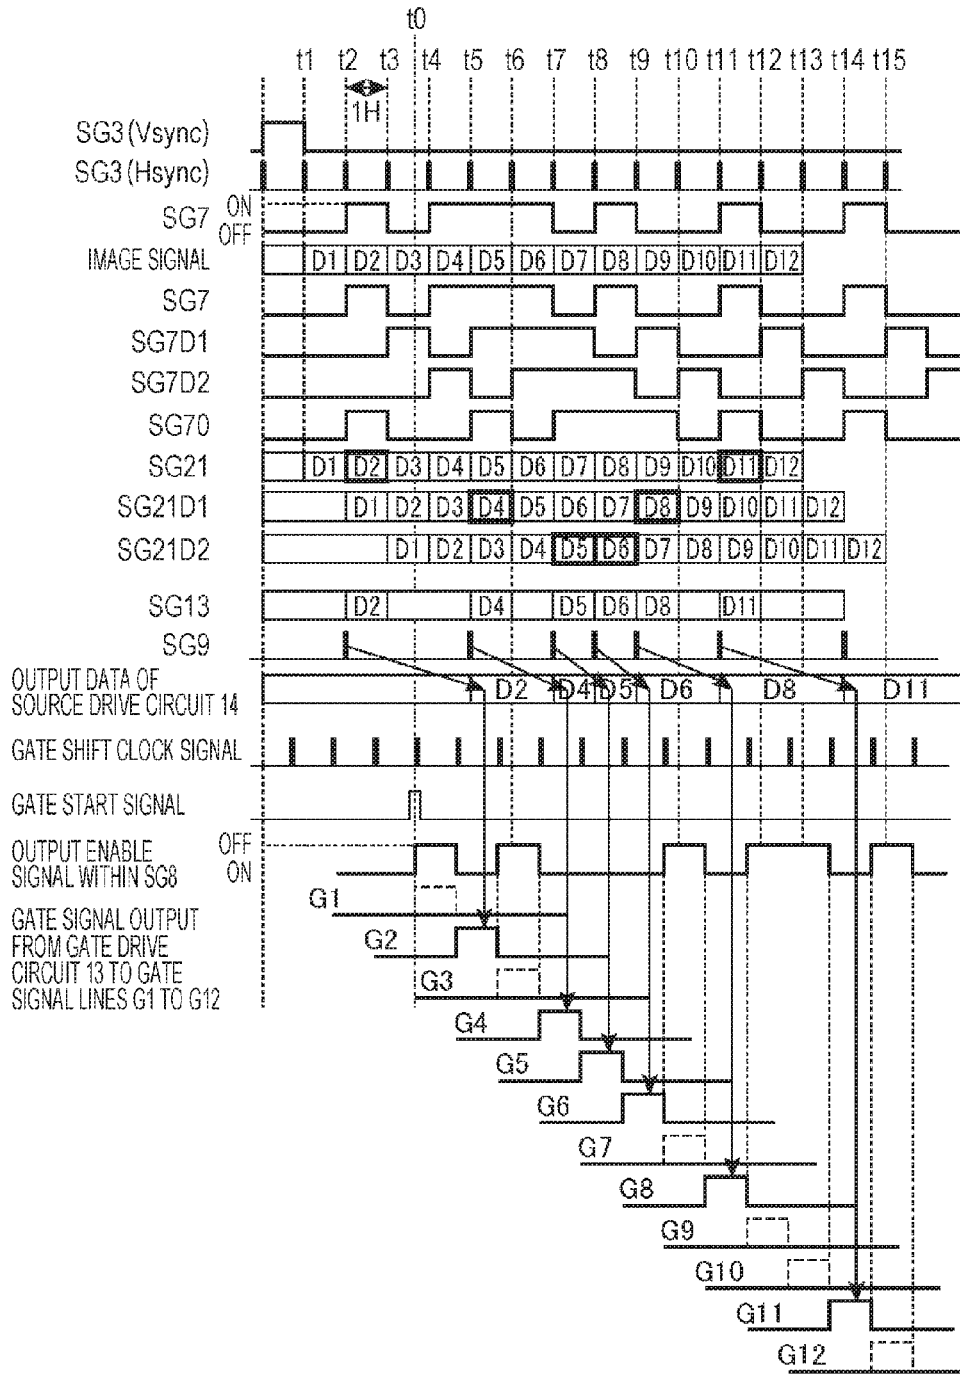 t0
t1 t2 t3 t4 t5 t6 t7 t8 t9 t10 t11 t12 t13 t14 t15
1H
SG3(Vsync)
SG3(Hsync)
SG7 ON
OFF
IMAGE SIGNAL D1 D2 D3 D4 D5 D6 D7 D8 D9 D10 D11 D12
SG7
SG7D1
SG7D2
SG70
SG21 D1 D2 D3 D4 D5 D6 D7 D8 D9 D10 D11 D12
SG21D1 D1 D2 D3 D4 D5 D6 D7 D8 D9 D10 D11 D12
SG21D2 D1 D2 D3 D4 D5 D6 D7 D8 D9 D10 D11 D12
SG13 D2 D4 D5 D6 D8 D11
SG9
OUTPUT DATA OF
SOURCE DRIVE CIRCUIT 14 D2 D4 D5 D6 D8 D11
GATE SHIFT CLOCK SIGNAL
GATE START SIGNAL
OUTPUT ENABLE OFF
SIGNAL WITHIN SG8 ON
G1
GATE SIGNAL OUTPUT
FROM GATE DRIVE G2
CIRCUIT 13 TO GATE
SIGNAL LINES G1 TO G12 G3
G4
G5
G6
G7
G8
G9
G10
G11
G12